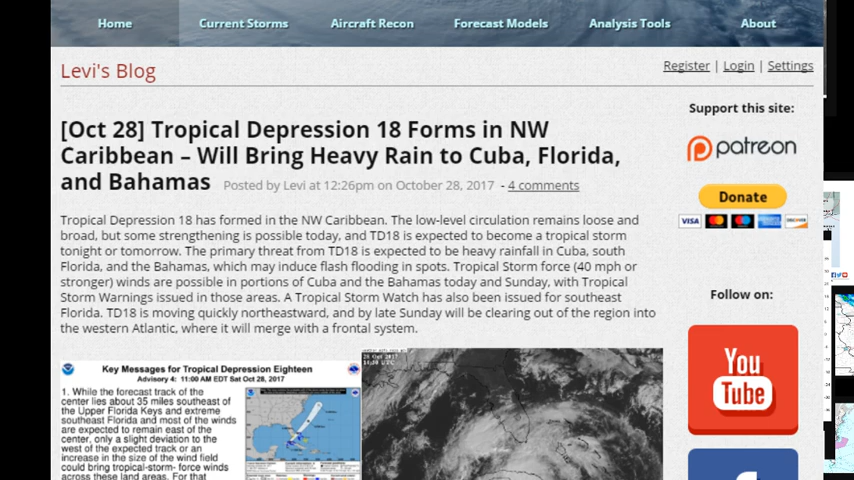 Home Current Storms Aircraft Recon Forecast Models Analysis Tools About
Levi's Blog
Register | Login | Settings
[Oct 28] Tropical Depression 18 Forms in NW
Caribbean – Will Bring Heavy Rain to Cuba, Florida,
and Bahamas Posted by Levi at 12:26pm on October 28, 2017 - 4 comments
Tropical Depression 18 has formed in the NW Caribbean. The low-level circulation remains loose and
broad, but some strengthening is possible today, and TD18 is expected to become a tropical storm
tonight or tomorrow. The primary threat from TD18 is expected to be heavy rainfall in Cuba, south
Florida, and the Bahamas, which may induce flash flooding in spots. Tropical Storm force (40 mph or
stronger) winds are possible in portions of Cuba and the Bahamas today and Sunday, with Tropical
Storm Warnings issued in those areas. A Tropical Storm Watch has also been issued for southeast
Florida. TD18 is moving quickly northeastward, and by late Sunday will be clearing out of the region into
the western Atlantic, where it will merge with a frontal system.
Key Messages for Tropical Depression Eighteen
Advisory 4: 11:00 AM EDT Sat Oct 28, 2017
1. While the forecast track of the
center lies about 35 miles southeast of
the Upper Florida Keys and extreme
southeast Florida and most of the winds
are expected to remain east of the
center, only a slight deviation to the
west of the expected track or an
increase in the size of the wind field
could bring tropical-storm- force winds
across these land areas. For that
28 Oct 2017
Support this site:
patreon
Donate
VISA
DISCOVER
Follow on:
You
Tube